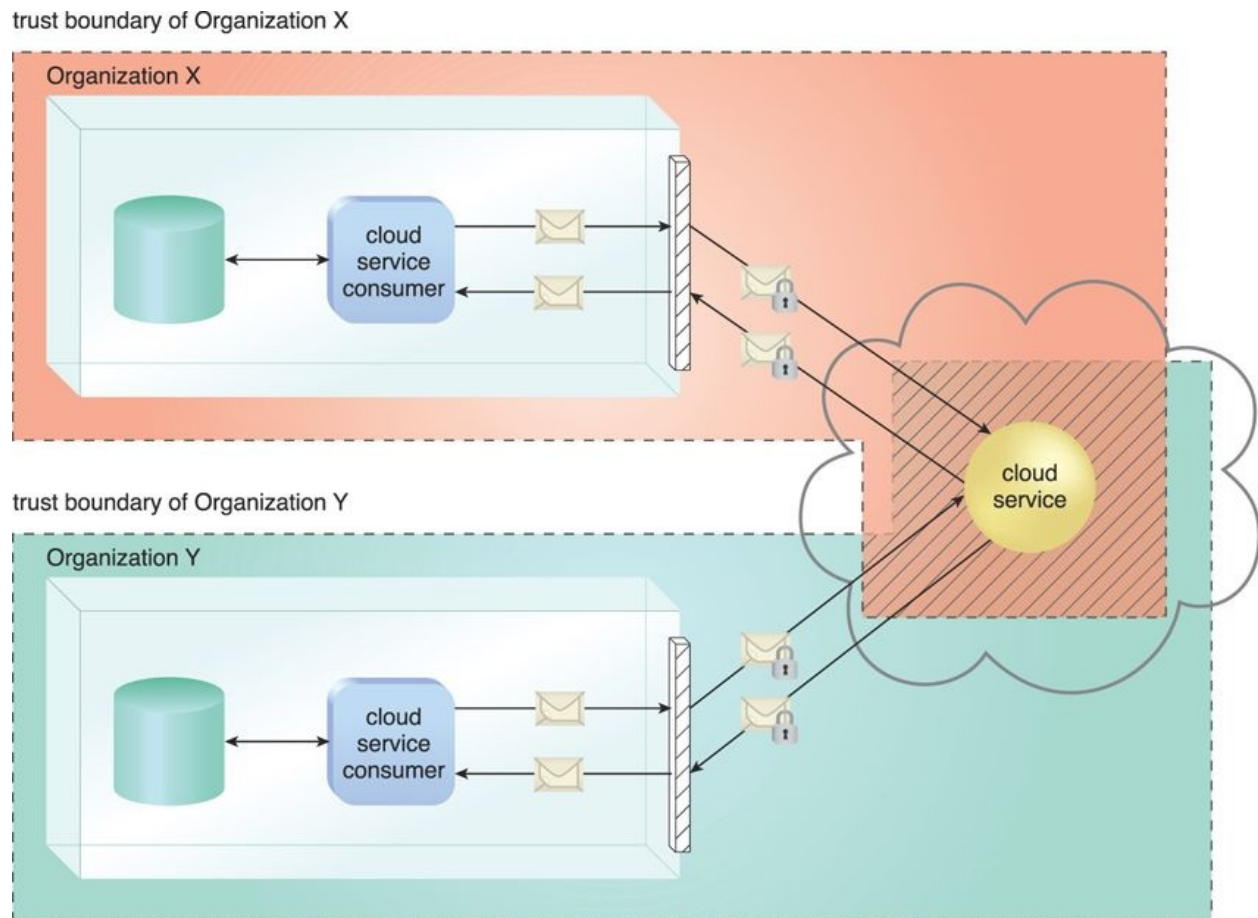 trust boundary of Organization X
Organization X
cloud
service
consumer
cloud
service
trust boundary of Organization Y
Organization Y
cloud
service
consumer